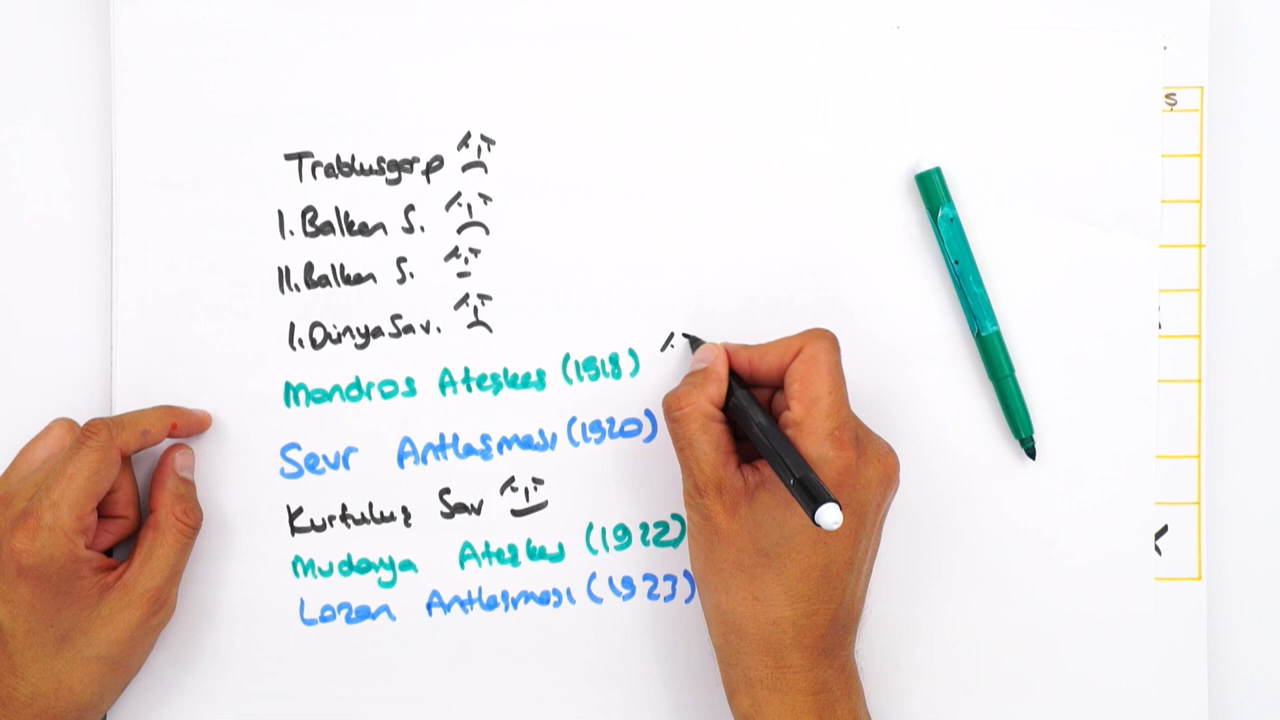 Trablusgarp
I. Balkan S.
II. Balkan S.
I. Dünya Sav.
Mondros Ateşkes (1918)
Sevr Antlaşması (1920)
Kurtuluş Sav
Mudanya Ateşkes (1922)
Lozan Antlaşması (1923)
Ş